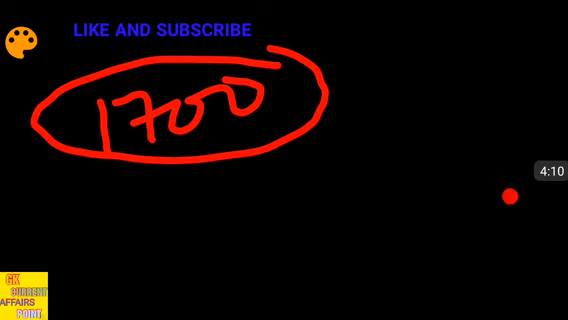 LIKE AND SUBSCRIBE
1700
4:10
GK
CURRENT
AFFAIRS
POINT